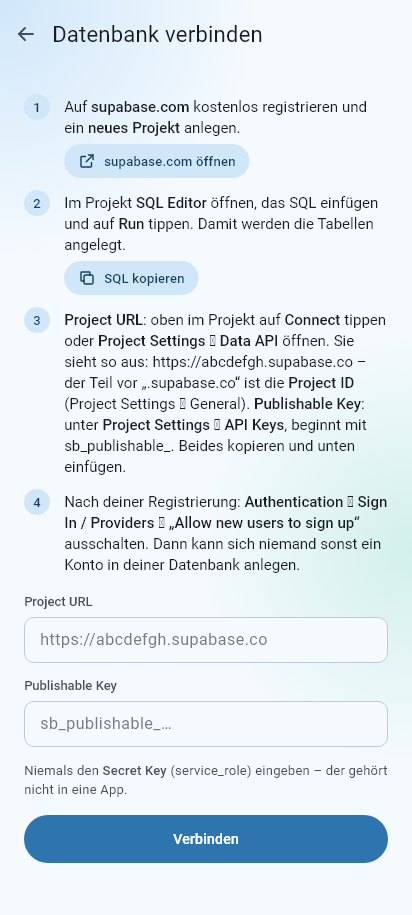 Datenbank verbinden
1
Auf supabase.com kostenlos registrieren und
ein neues Projekt anlegen.
supabase.com öffnen
2
Im Projekt SQL Editor öffnen, das SQL einfügen
und auf Run tippen. Damit werden die Tabellen
angelegt.
SQL kopieren
3
Project URL: oben im Projekt auf Connect tippen
oder Project Settings ▯ Data API öffnen. Sie
sieht so aus: https://abcdefgh.supabase.co –
der Teil vor „.supabase.co“ ist die Project ID
(Project Settings ▯ General). Publishable Key:
unter Project Settings ▯ API Keys, beginnt mit
sb_publishable_. Beides kopieren und unten
einfügen.
4
Nach deiner Registrierung: Authentication ▯ Sign
In / Providers ▯ „Allow new users to sign up“
ausschalten. Dann kann sich niemand sonst ein
Konto in deiner Datenbank anlegen.
Project URL
https://abcdefgh.supabase.co
Publishable Key
sb_publishable_…
Niemals den Secret Key (service_role) eingeben – der gehört
nicht in eine App.
Verbinden